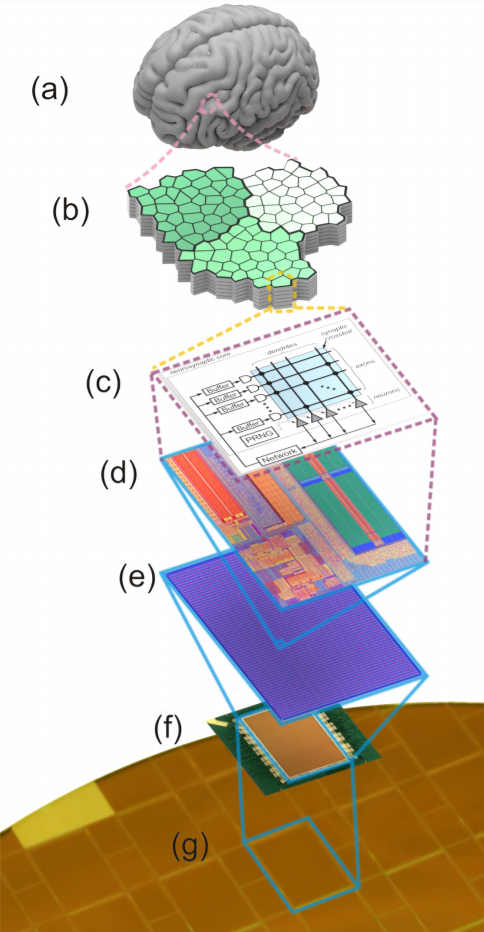 (a)
(b)
(c)
neurosynaptic core
dendrites
synaptic
crossbar
axons
neurons
Buffer
Buffer
Buffer
Buffer
PRNG
Network
(d)
(e)
(f)
(g)